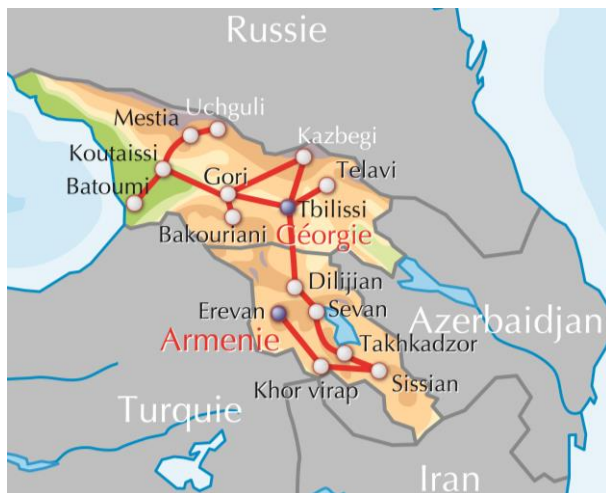 Russie
Uchguli
Mestia
Kazbegi
Koutaissi
Telavi
Gori
Batoumi
Tbilissi
Bakouriani
Géorgie
Dilijian
Erevan
Sevan
Azerbaidjan
Armenie
Takhkadzor
Khor virap
Sissian
Turquie
Iran